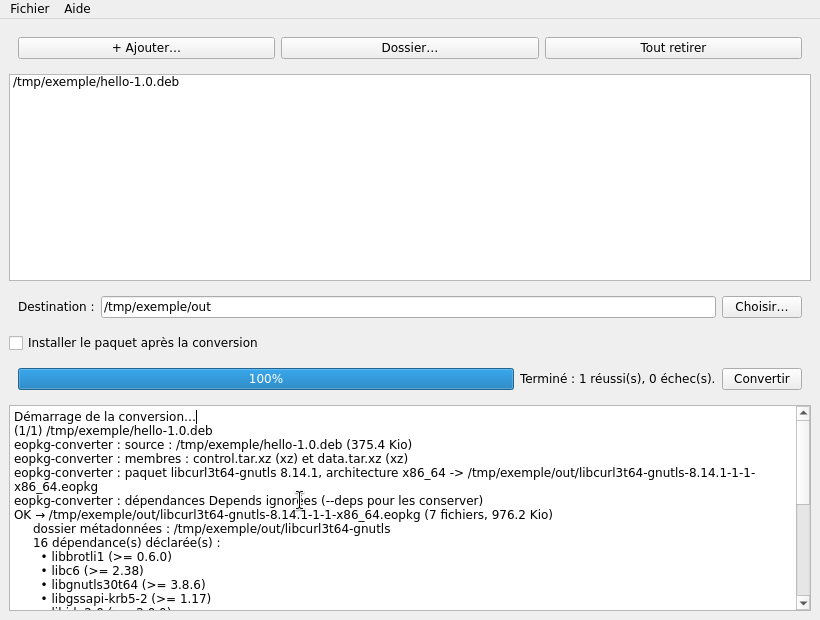 Fichier Aide
+ Ajouter... Dossier... Tout retirer
/tmp/exemple/hello-1.0.deb
Destination : /tmp/exemple/out Choisir...
Installer le paquet après la conversion
100% Terminé : 1 réussi(s), 0 échec(s). Convertir
Démarrage de la conversion...
(1/1) /tmp/exemple/hello-1.0.deb
eopkg-converter : source : /tmp/exemple/hello-1.0.deb (375.4 Kio)
eopkg-converter : membres : control.tar.xz (xz) et data.tar.xz (xz)
eopkg-converter : paquet libcurl3t64-gnutls 8.14.1, architecture x86_64 -> /tmp/exemple/out/libcurl3t64-gnutls-8.14.1-1-1-
x86_64.eopkg
eopkg-converter : dépendances Depends ignorées (--deps pour les conserver)
OK → /tmp/exemple/out/libcurl3t64-gnutls-8.14.1-1-1-x86_64.eopkg (7 fichiers, 976.2 Kio)
dossier métadonnées : /tmp/exemple/out/libcurl3t64-gnutls
16 dépendance(s) déclarée(s) :
• libbrotli1 (>= 0.6.0)
• libc6 (>= 2.38)
• libgnutls30t64 (>= 3.8.6)
• libgssapi-krb5-2 (>= 1.17)